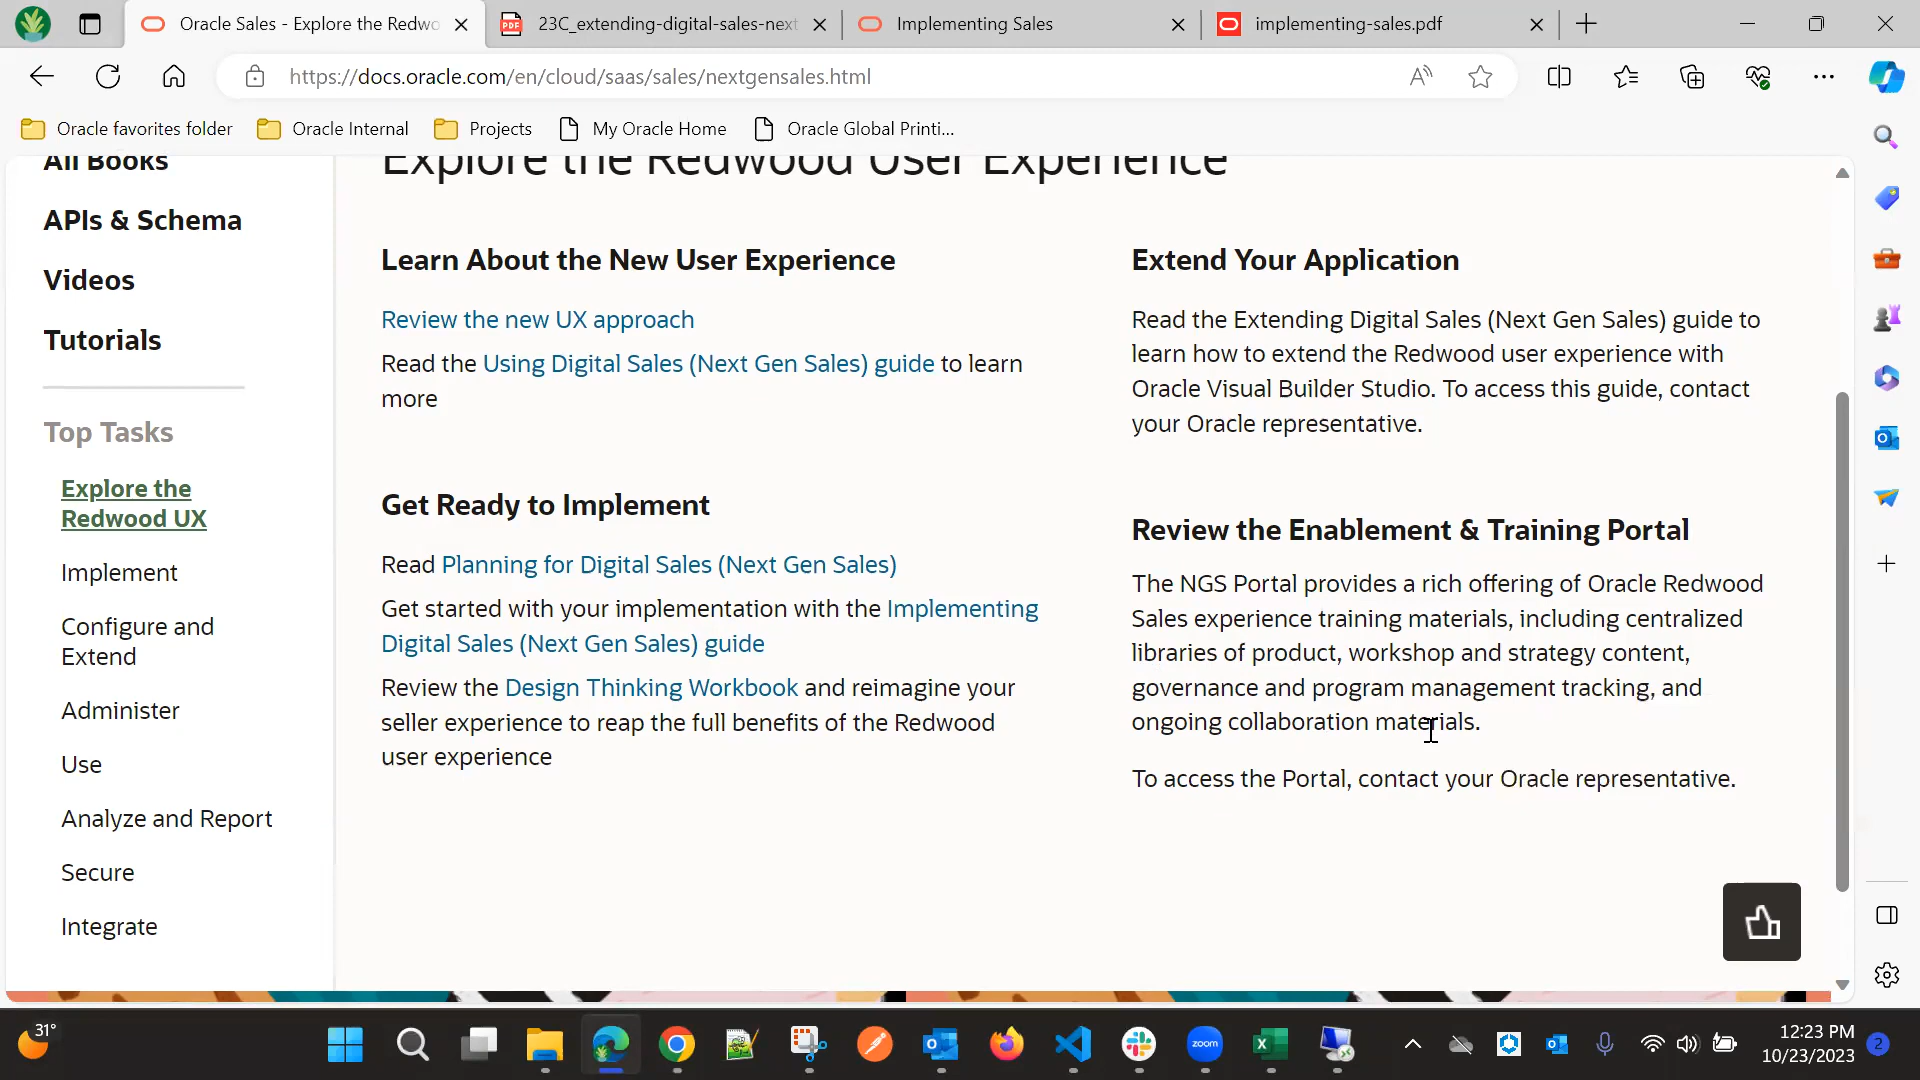 Oracle Sales - Explore the Redwo
23C_extending-digital-sales-next
Implementing Sales
implementing-sales.pdf
https://docs.oracle.com/en/cloud/saas/sales/nextgensales.html
Oracle favorites folder
Oracle Internal
Projects
My Oracle Home
Oracle Global Printi...
All Books
APIs & Schema
Videos
Tutorials
Top Tasks
Explore the
Redwood UX
Implement
Configure and
Extend
Administer
Use
Analyze and Report
Secure
Integrate
Explore the Redwood User Experience
Learn About the New User Experience
Review the new UX approach
Read the Using Digital Sales (Next Gen Sales) guide to learn
more
Get Ready to Implement
Read Planning for Digital Sales (Next Gen Sales)
Get started with your implementation with the Implementing
Digital Sales (Next Gen Sales) guide
Review the Design Thinking Workbook and reimagine your
seller experience to reap the full benefits of the Redwood
user experience
Extend Your Application
Read the Extending Digital Sales (Next Gen Sales) guide to
learn how to extend the Redwood user experience with
Oracle Visual Builder Studio. To access this guide, contact
your Oracle representative.
Review the Enablement & Training Portal
The NGS Portal provides a rich offering of Oracle Redwood
Sales experience training materials, including centralized
libraries of product, workshop and strategy content,
governance and program management tracking, and
ongoing collaboration materials.
To access the Portal, contact your Oracle representative.
31°
zoom
12:23 PM
10/23/2023
2